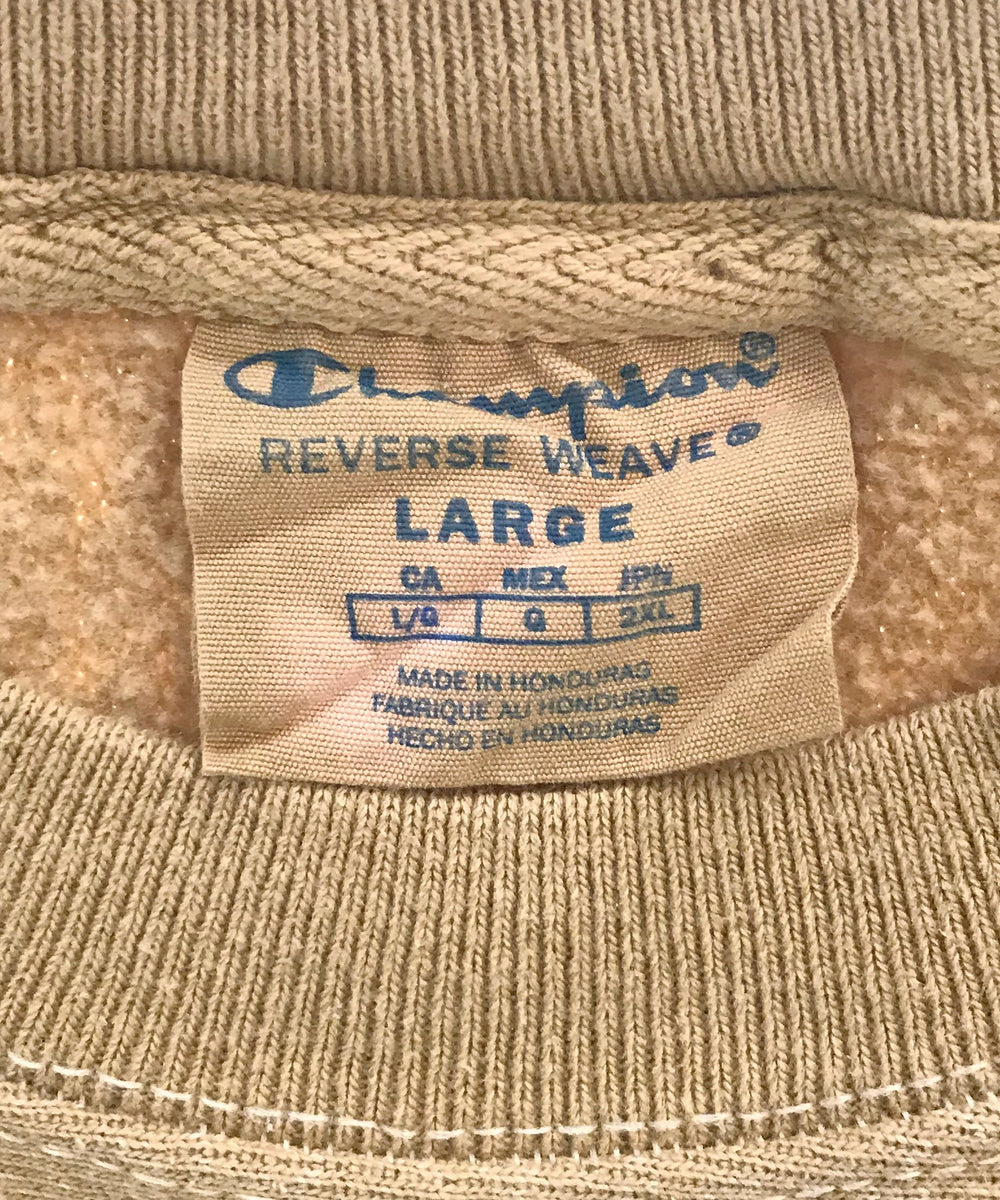 Champion®
REVERSE WEAVE®
LARGE
CA MEX JPN
L/G G 2XL
MADE IN HONDURAS
FABRIQUE AU HONDURAS
HECHO EN HONDURAS